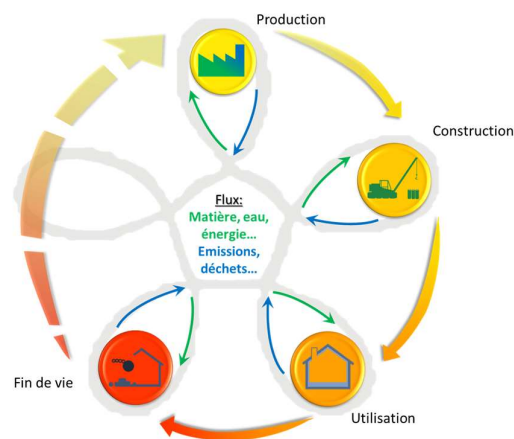 Production
Construction
Flux:
Matière, eau,
énergie...
Emissions,
déchets...
Fin de vie
Utilisation